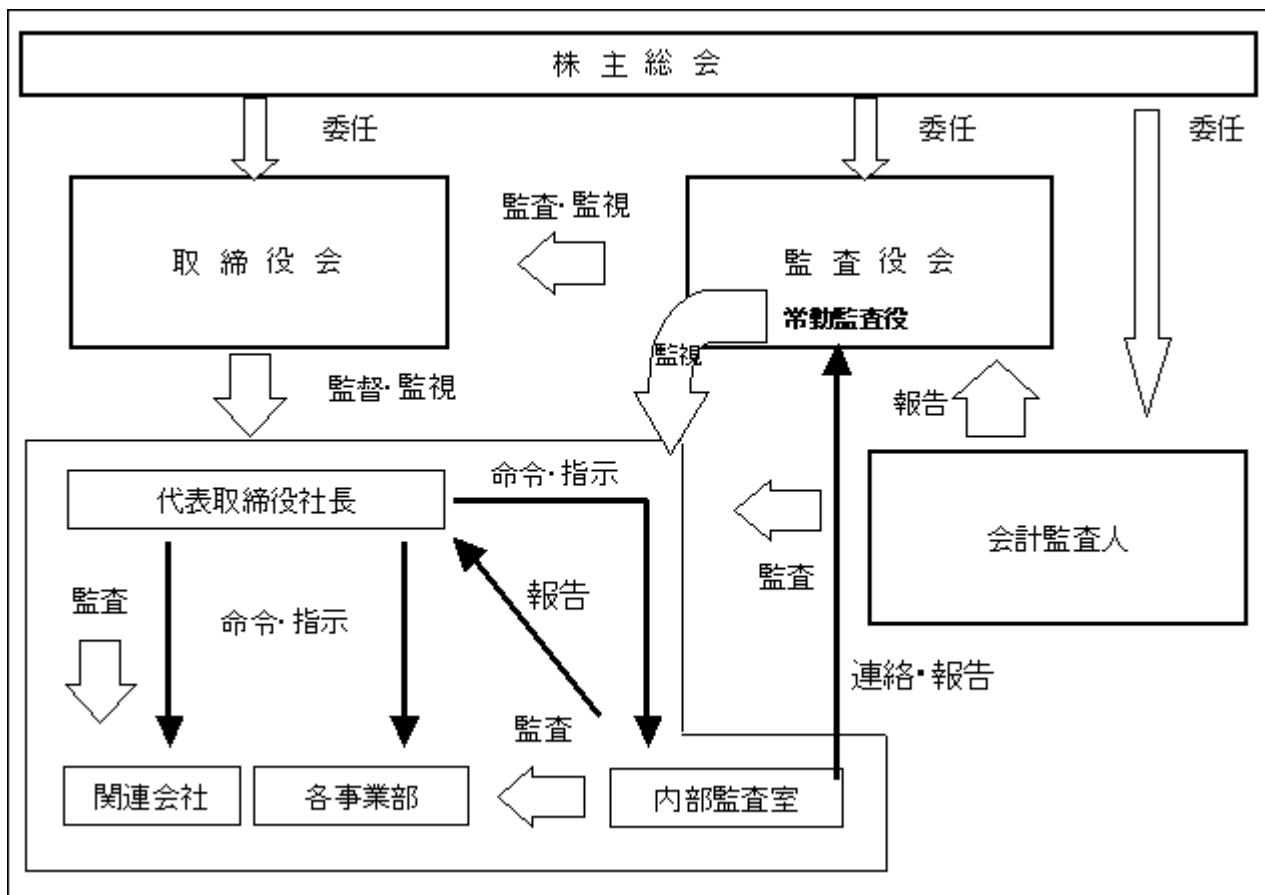 株主総会
委任
委任
委任
取締役会
監査・監視
監査役会
常勤監査役
監視
監督・監視
報告
代表取締役社長
命令・指示
会計監査人
監査
監査
命令・指示
報告
連絡・報告
監査
関連会社
各事業部
内部監査室